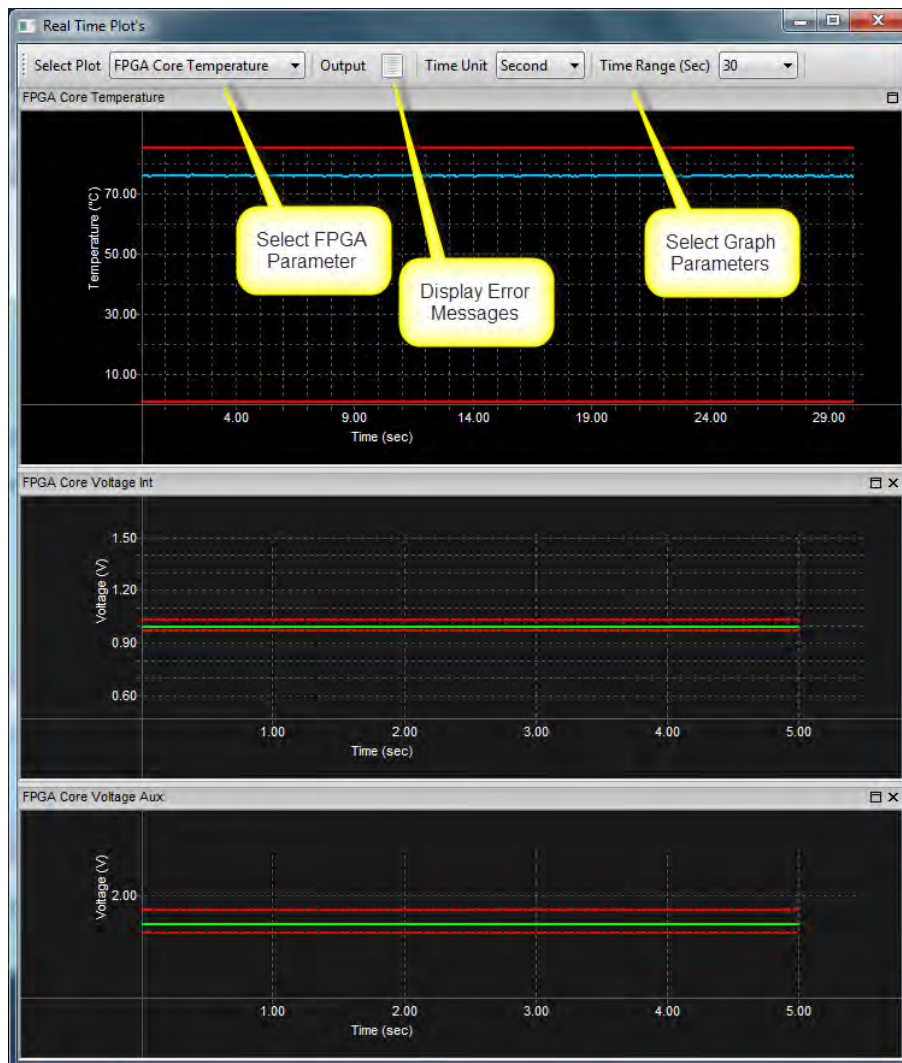 Real Time Plot's
Select Plot FPGA Core Temperature Output Time Unit Second Time Range (Sec) 30
FPGA Core Temperature
Temperature (°C)
70.00
50.00
30.00
10.00
Select FPGA
Parameter
Display Error
Messages
Select Graph
Parameters
4.00 9.00 14.00 19.00 24.00 29.00
Time (sec)
FPGA Core Voltage Int
Voltage (V)
1.50
1.20
0.90
0.60
1.00 2.00 3.00 4.00 5.00
Time (sec)
FPGA Core Voltage Aux
Voltage (V)
2.00
1.00 2.00 3.00 4.00 5.00
Time (sec)